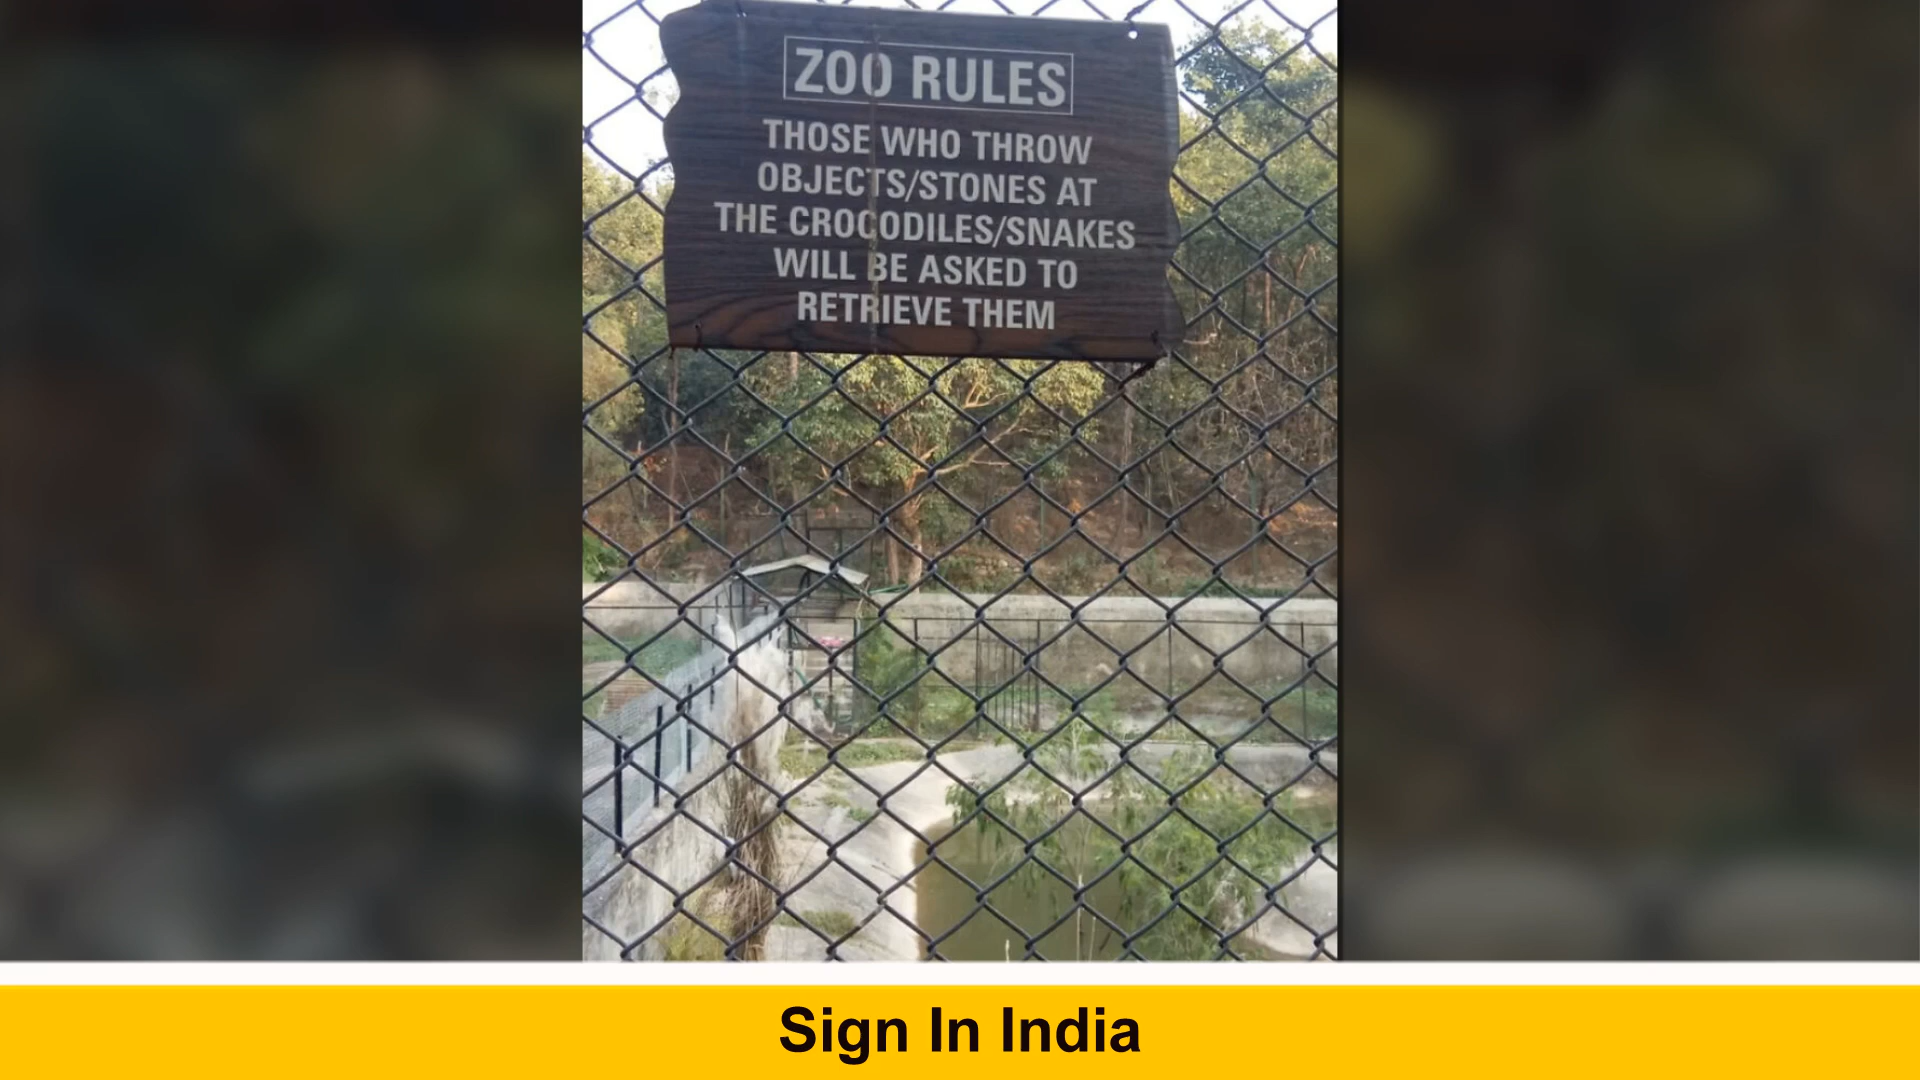 ZOO RULES
THOSE WHO THROW
OBJECTS/STONES AT
THE CROCODILES/SNAKES
WILL BE ASKED TO
RETRIEVE THEM
Sign In India